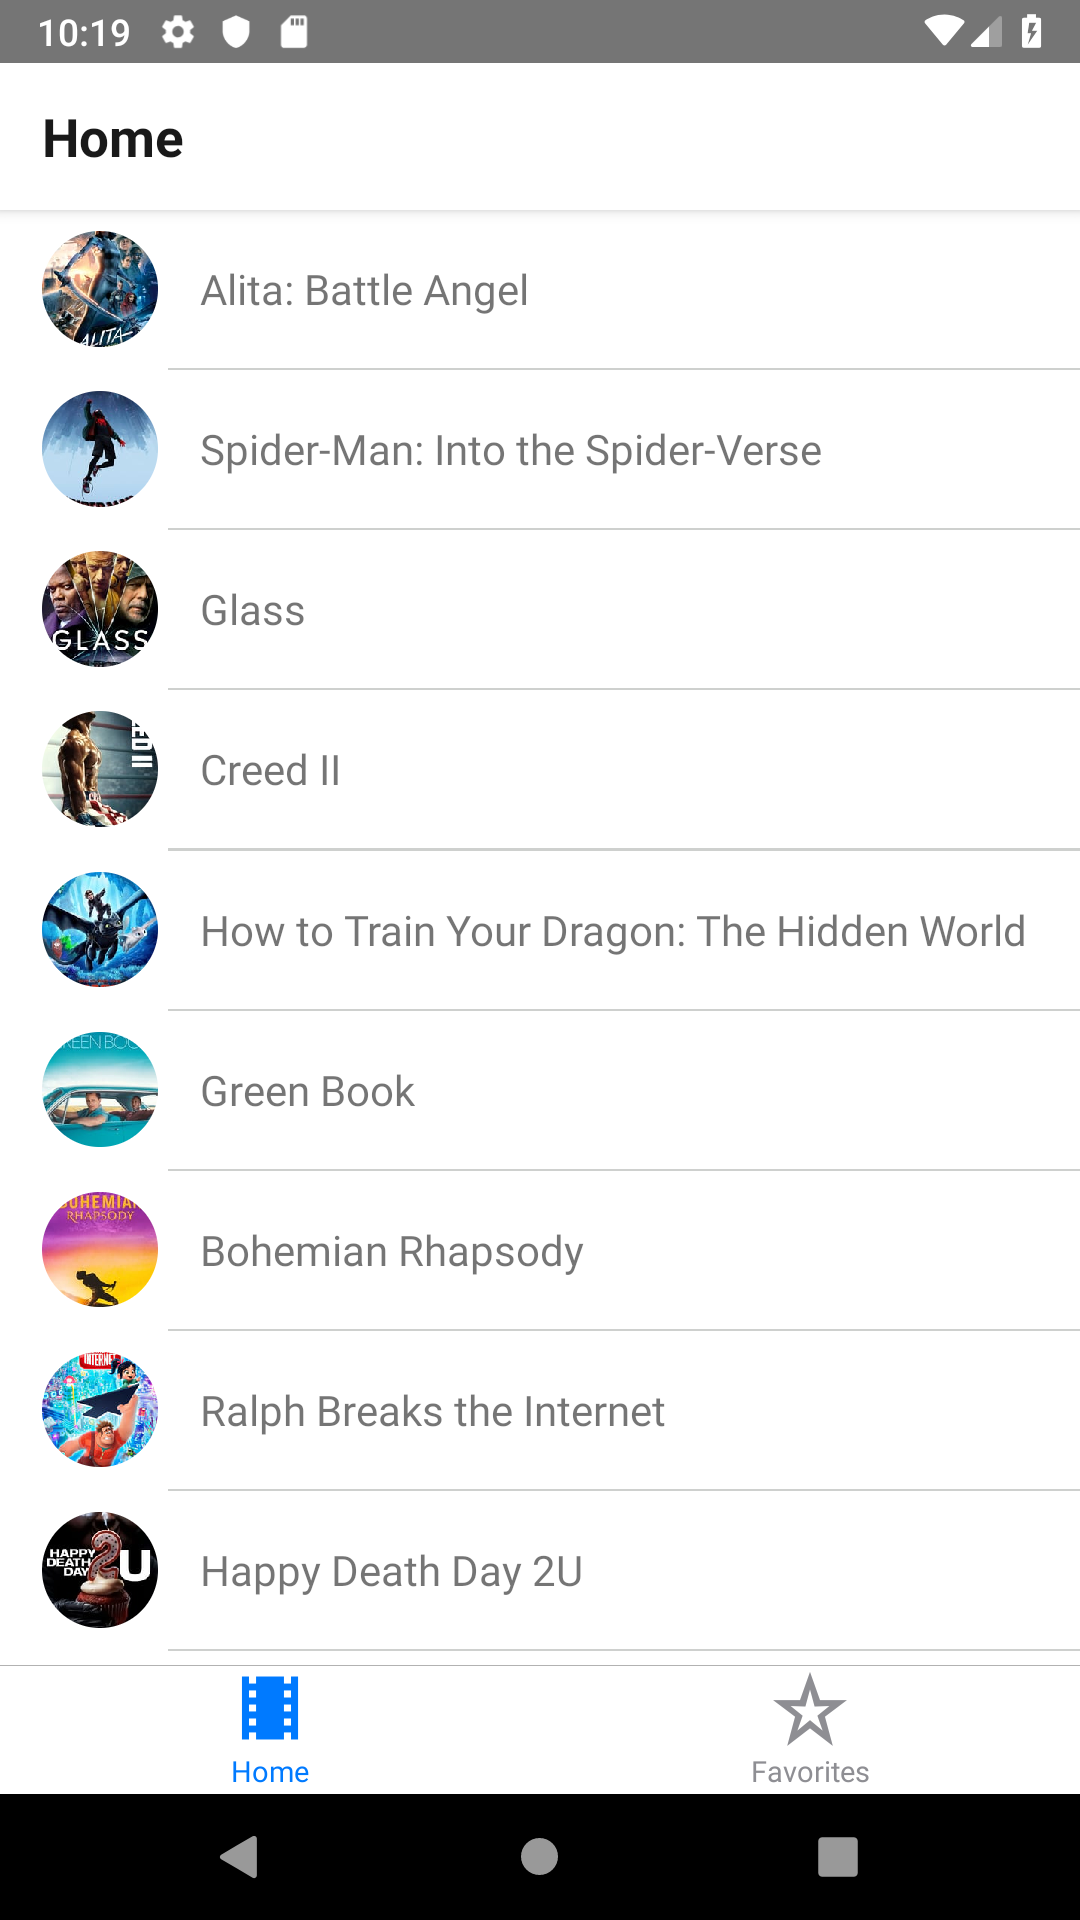 10:19
Home
ALITA
Alita: Battle Angel
Spider-Man: Into the Spider-Verse
GLASS
Glass
Creed II
How to Train Your Dragon: The Hidden World
Green Book
RHAPSODY
Bohemian Rhapsody
INTERNET
Ralph Breaks the Internet
HAPPY
DEATH
DAY
2U
Happy Death Day 2U
Home
Favorites